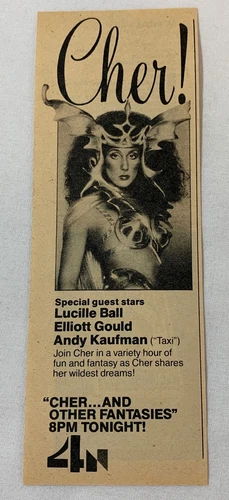 Cher!
Special guest stars
Lucille Ball
Elliott Gould
Andy Kaufman ("Taxi")
Join Cher in a variety hour of
fun and fantasy as Cher shares
her wildest dreams!
"CHER...AND
OTHER FANTASIES"
8PM TONIGHT!
4N